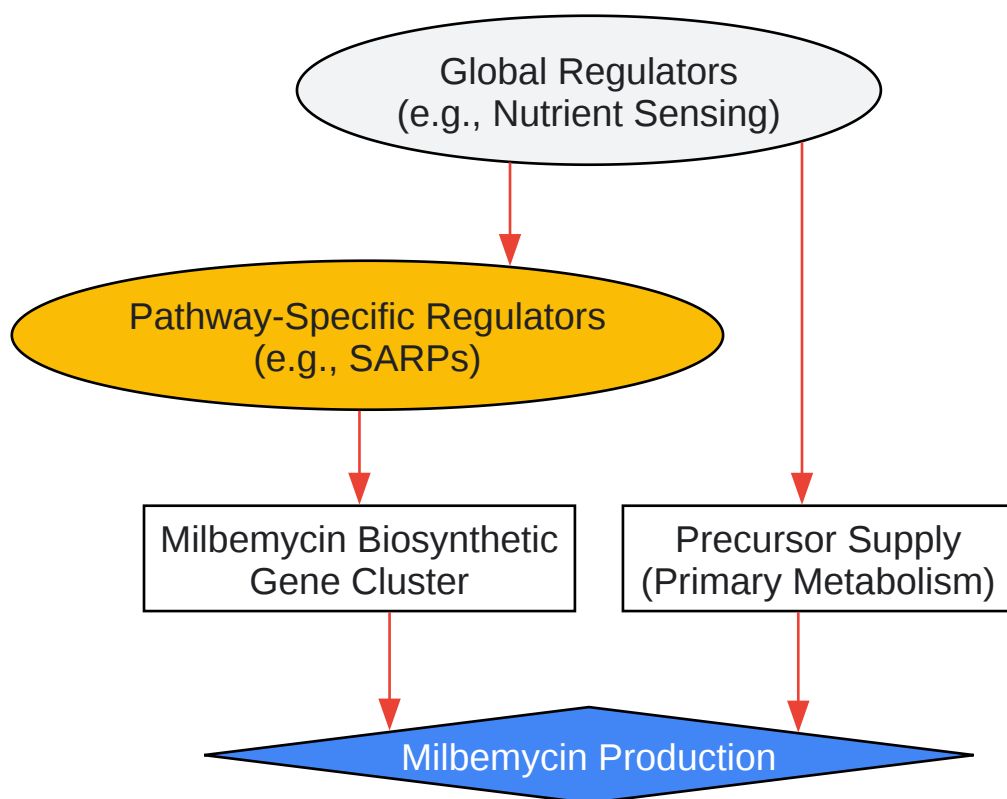 Global Regulators
(e.g., Nutrient Sensing)
Pathway-Specific Regulators
(e.g., SARPs)
Milbemycin Biosynthetic
Gene Cluster
Precursor Supply
(Primary Metabolism)
Milbemycin Production